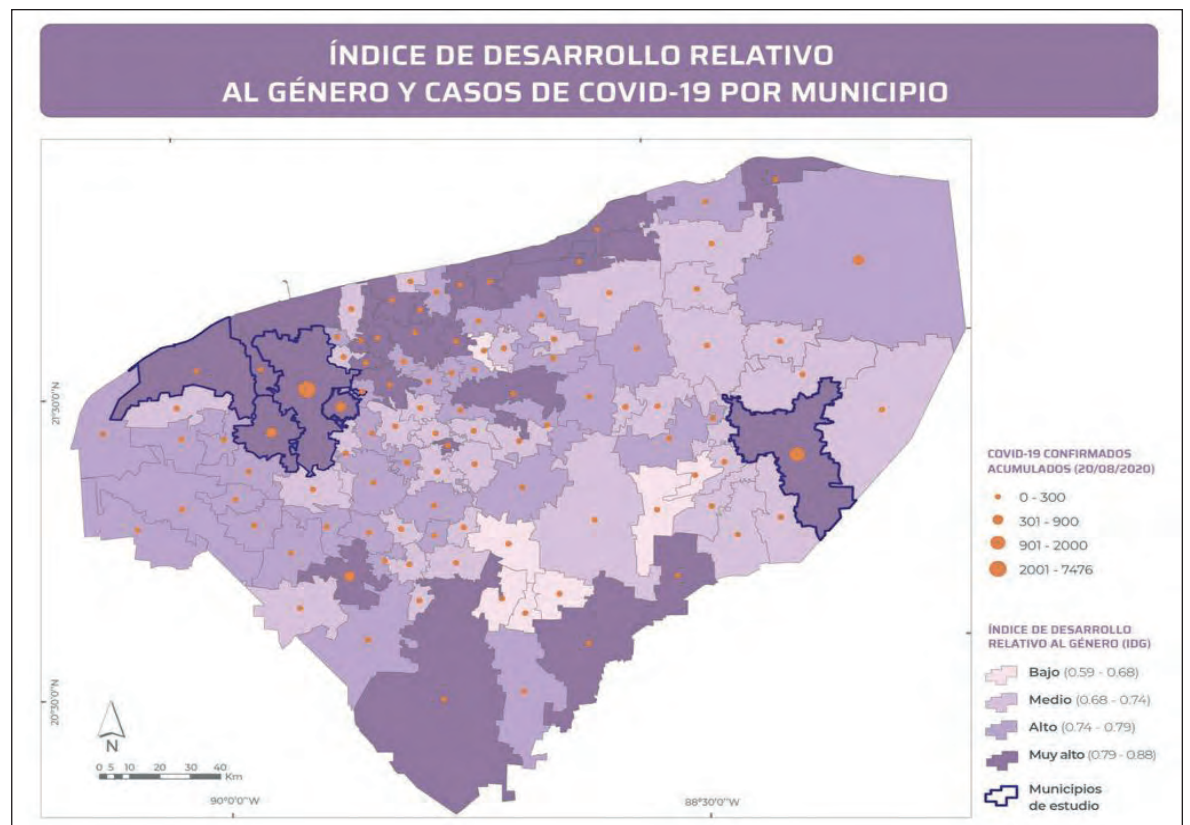 ÍNDICE DE DESARROLLO RELATIVO
AL GÉNERO Y CASOS DE COVID-19 POR MUNICIPIO
21°30'0"N
20°30'0"N
COVID-19 CONFIRMADOS
ACUMULADOS (20/08/2020)
0 - 300
301 - 900
901 - 2000
2001 - 7476
ÍNDICE DE DESARROLLO
RELATIVO AL GÉNERO (IDG)
Bajo (0.59 - 0.68)
Medio (0.68 - 0.74)
Alto (0.74 - 0.79)
Muy alto (0.79 - 0.88)
Municipios
de estudio
N
0 5 10 20 30 40
Km
90°0'0"W
88°30'0"W